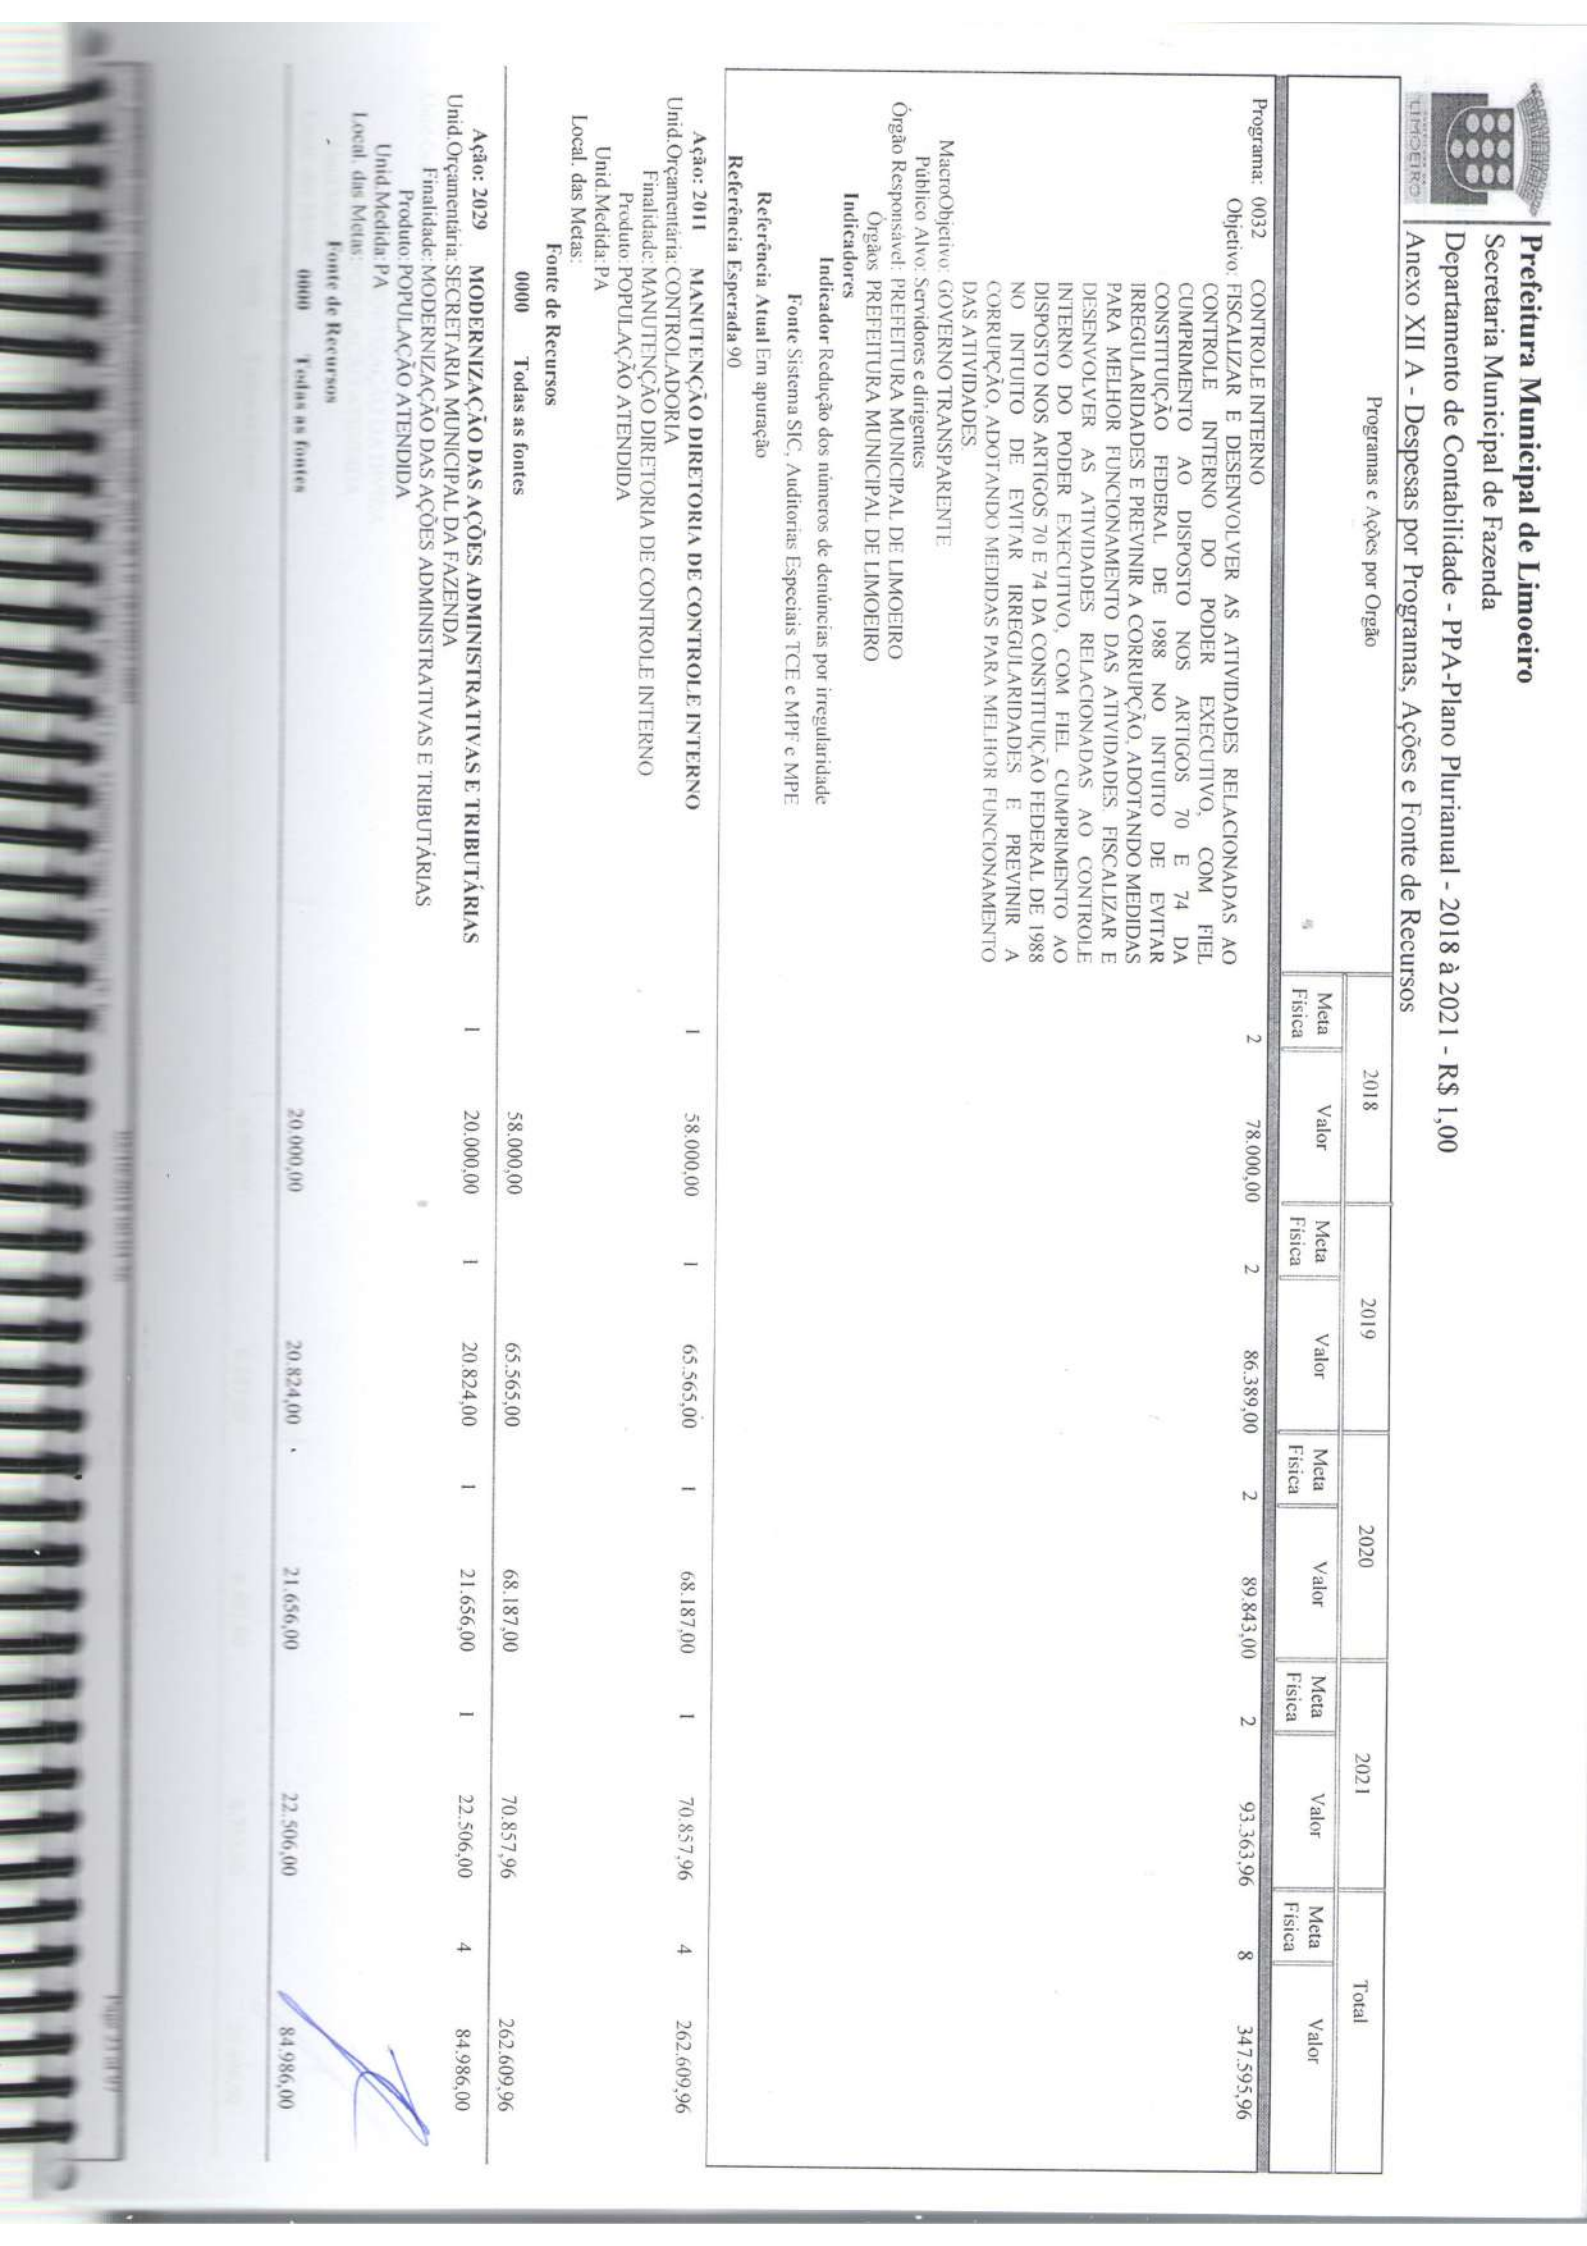 LIMOEIRO
Prefeitura Municipal de Limoeiro
Secretaria Municipal de Fazenda
Departamento de Contabilidade - PPA-Plano Plurianual - 2018 à 2021 - R$ 1,00
Anexo XII A - Despesas por Programas, Ações e Fonte de Recursos
Programas e Ações por Orgão 2018 2019 2020 2021 Total
Meta Física Valor Meta Física Valor Meta Física Valor Meta Física Valor Meta Física Valor
Programa: 0032 CONTROLE INTERNO 2 78.000,00 2 86.389,00 2 89.843,00 2 93.363,96 8 347.595,96
Objetivo: FISCALIZAR E DESENVOLVER AS ATIVIDADES RELACIONADAS AO
CONTROLE INTERNO DO PODER EXECUTIVO, COM FIEL
CUMPRIMENTO AO DISPOSTO NOS ARTIGOS 70 E 74 DA
CONSTITUIÇÃO FEDERAL DE 1988 NO INTUITO DE EVITAR
IRREGULARIDADES E PREVINIR A CORRUPÇÃO, ADOTANDO MEDIDAS
PARA MELHOR FUNCIONAMENTO DAS ATIVIDADES. FISCALIZAR E
DESENVOLVER AS ATIVIDADES RELACIONADAS AO CONTROLE
INTERNO DO PODER EXECUTIVO, COM FIEL CUMPRIMENTO AO
DISPOSTO NOS ARTIGOS 70 E 74 DA CONSTITUIÇÃO FEDERAL DE 1988
NO INTUITO DE EVITAR IRREGULARIDADES E PREVINIR A
CORRUPÇÃO, ADOTANDO MEDIDAS PARA MELHOR FUNCIONAMENTO
DAS ATIVIDADES.
MacroObjetivo: GOVERNO TRANSPARENTE
Público Alvo: Servidores e dirigentes
Órgão Responsável: PREFEITURA MUNICIPAL DE LIMOEIRO
Órgãos PREFEITURA MUNICIPAL DE LIMOEIRO
Indicadores
Indicador Redução dos números de denúncias por irregularidade
Fonte Sistema SIC, Auditorias Especiais TCE e MPF e MPE
Referência Atual Em apuração
Referência Esperada 90
Ação: 2011 MANUTENÇÃO DIRETORIA DE CONTROLE INTERNO 1 58.000,00 1 65.565,00 1 68.187,00 1 70.857,96 4 262.609,96
Unid.Orçamentária: CONTROLADORIA
Finalidade: MANUTENÇÃO DIRETORIA DE CONTROLE INTERNO
Produto: POPULAÇÃO ATENDIDA
Unid.Medida: PA
Local. das Metas:
Fonte de Recursos
0000 Todas as fontes 58.000,00 65.565,00 68.187,00 70.857,96 262.609,96
Ação: 2029 MODERNIZAÇÃO DAS AÇÕES ADMINISTRATIVAS E TRIBUTÁRIAS 1 20.000,00 1 20.824,00 1 21.656,00 1 22.506,00 4 84.986,00
Unid.Orçamentária: SECRETARIA MUNICIPAL DA FAZENDA
Finalidade: MODERNIZAÇÃO DAS AÇÕES ADMINISTRATIVAS E TRIBUTÁRIAS
Produto: POPULAÇÃO ATENDIDA
Unid.Medida: PA
Local. das Metas:
Fonte de Recursos
0000 Todas as fontes 20.000,00 20.824,00 21.656,00 22.506,00 84.986,00